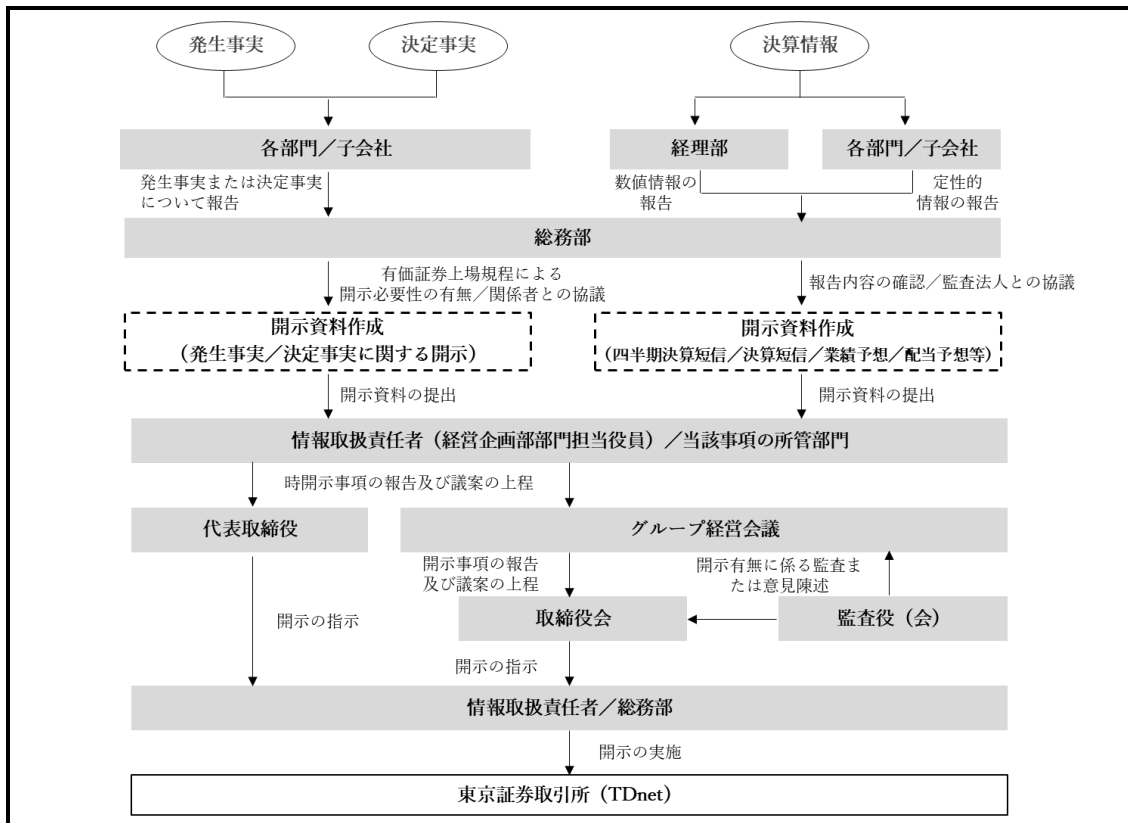 発生事実
決定事実
決算情報
各部門／子会社
経理部
各部門／子会社
発生事実または決定事実
について報告
数値情報の
報告
定性的
情報の報告
総務部
有価証券上場規程による
開示必要性の有無／関係者との協議
報告内容の確認／監査法人との協議
開示資料作成
（発生事実／決定事実に関する開示）
開示資料作成
（四半期決算短信／決算短信／業績予想／配当予想等）
開示資料の提出
開示資料の提出
情報取扱責任者（経営企画部部門担当役員）／当該事項の所管部門
時開示事項の報告及び議案の上程
代表取締役
グループ経営会議
開示事項の報告
及び議案の上程
開示有無に係る監査ま
たは意見陳述
取締役会
監査役（会）
開示の指示
開示の指示
情報取扱責任者／総務部
開示の実施
東京証券取引所（TDnet）